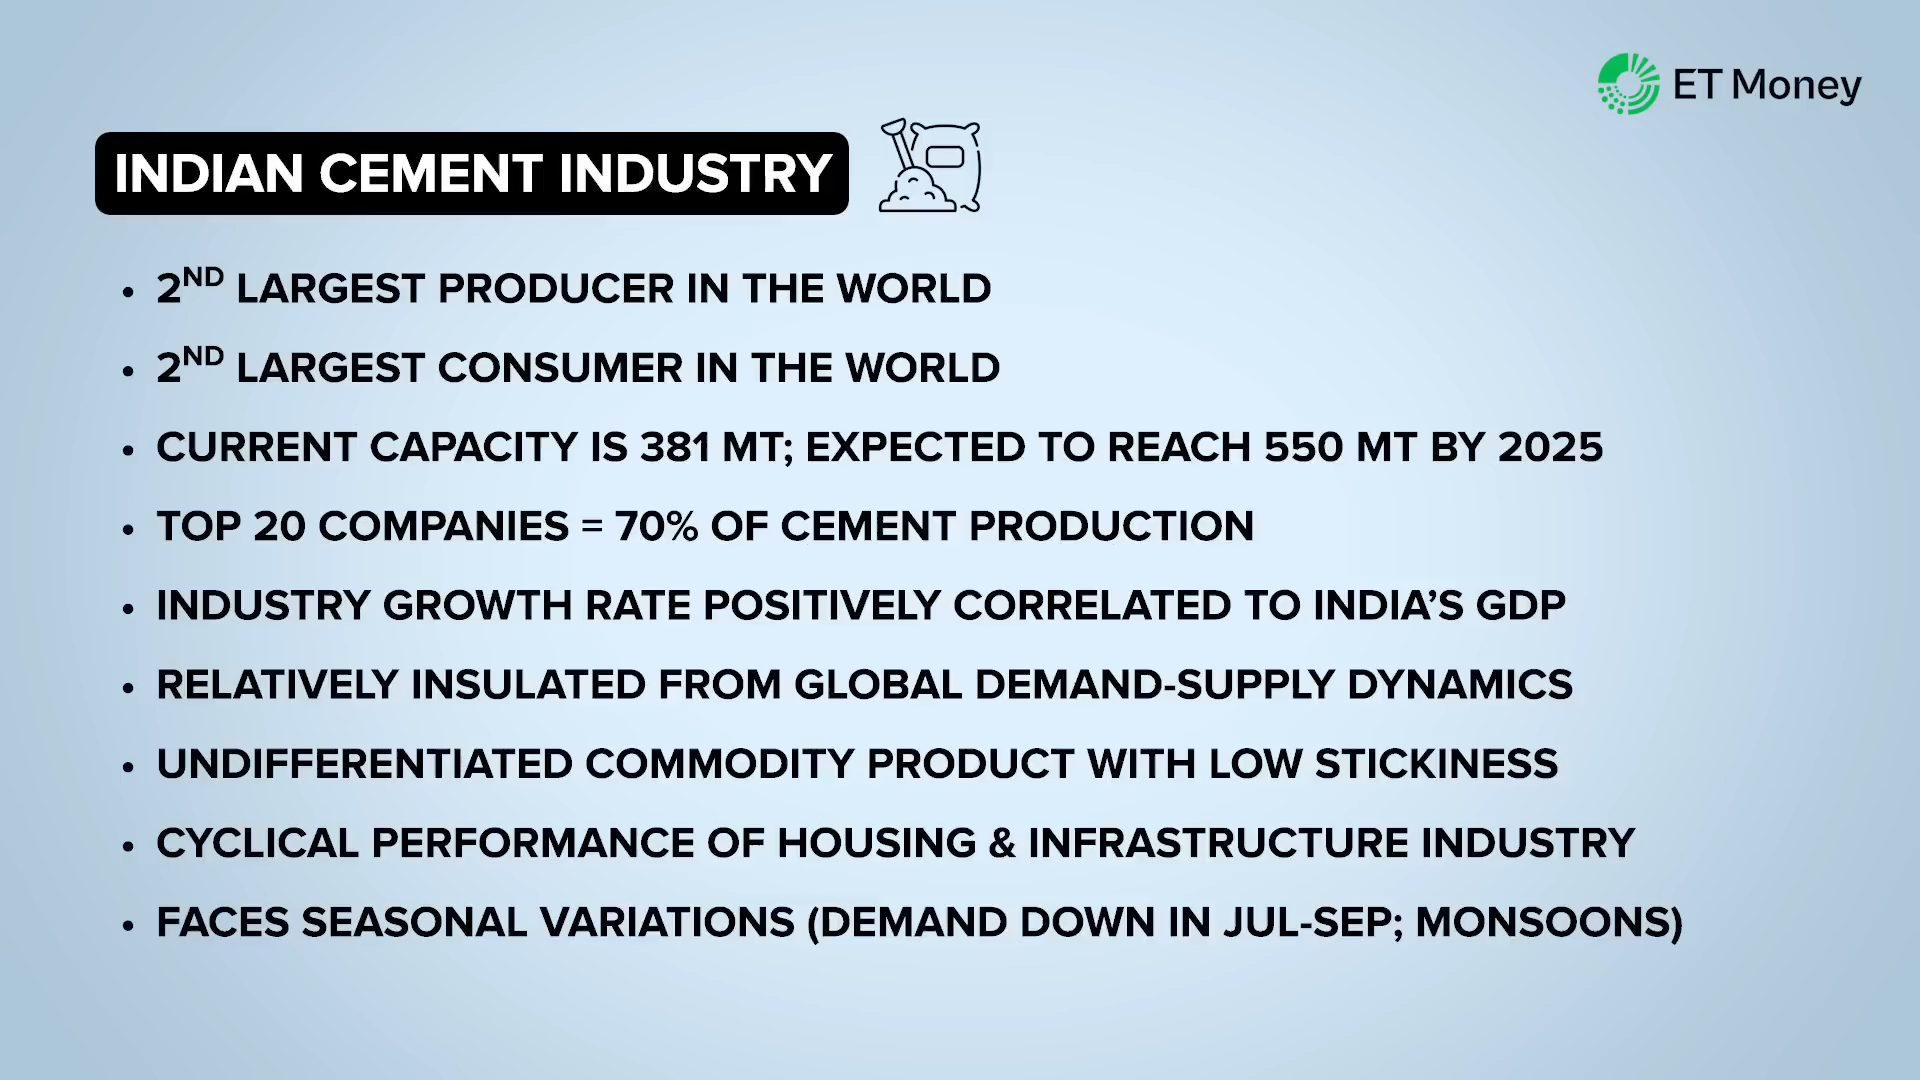 ET Money
INDIAN CEMENT INDUSTRY
• 2ND LARGEST PRODUCER IN THE WORLD
• 2ND LARGEST CONSUMER IN THE WORLD
• CURRENT CAPACITY IS 381 MT; EXPECTED TO REACH 550 MT BY 2025
• TOP 20 COMPANIES = 70% OF CEMENT PRODUCTION
• INDUSTRY GROWTH RATE POSITIVELY CORRELATED TO INDIA’S GDP
• RELATIVELY INSULATED FROM GLOBAL DEMAND-SUPPLY DYNAMICS
• UNDIFFERENTIATED COMMODITY PRODUCT WITH LOW STICKINESS
• CYCLICAL PERFORMANCE OF HOUSING & INFRASTRUCTURE INDUSTRY
• FACES SEASONAL VARIATIONS (DEMAND DOWN IN JUL-SEP; MONSOONS)